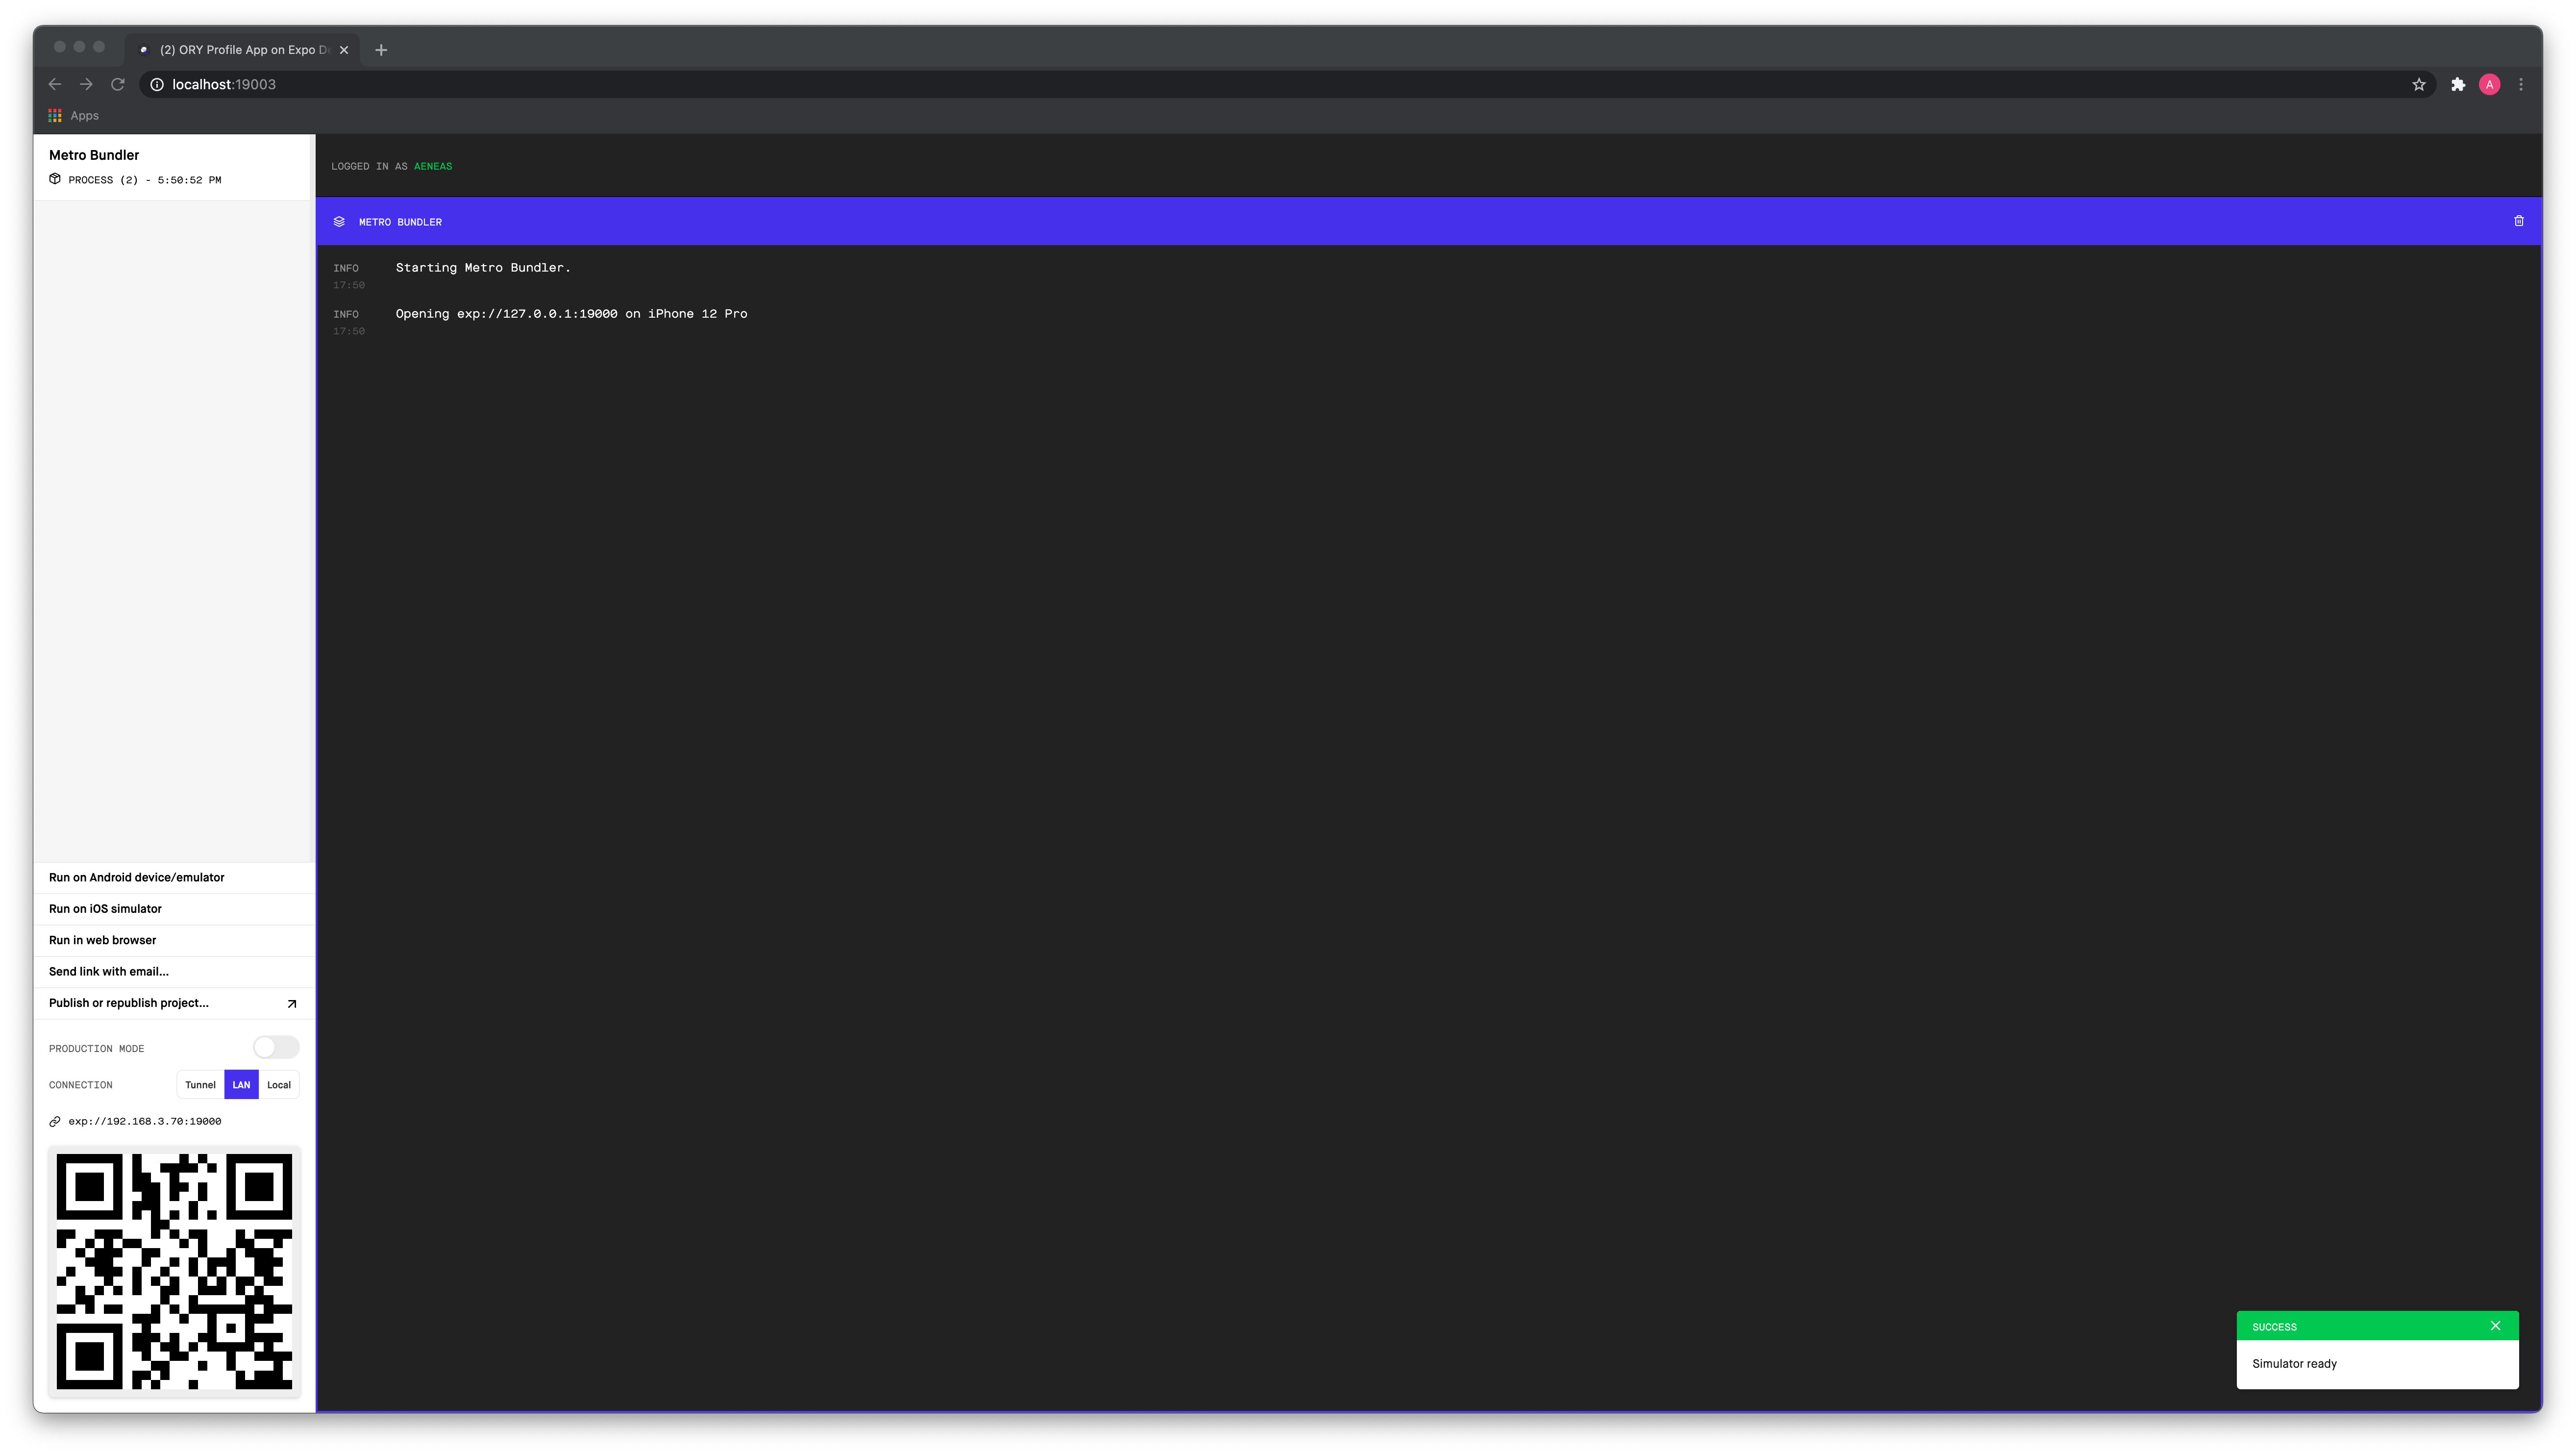 (2) ORY Profile App on Expo D
localhost:19003
A
Apps
Metro Bundler
PROCESS (2) - 5:50:52 PM
LOGGED IN AS AENEAS
METRO BUNDLER
INFO Starting Metro Bundler.
17:50
INFO Opening exp://127.0.0.1:19000 on iPhone 12 Pro
17:50
Run on Android device/emulator
Run on iOS simulator
Run in web browser
Send link with email...
Publish or republish project...
PRODUCTION MODE
CONNECTION Tunnel LAN Local
exp://192.168.3.70:19000
SUCCESS
Simulator ready